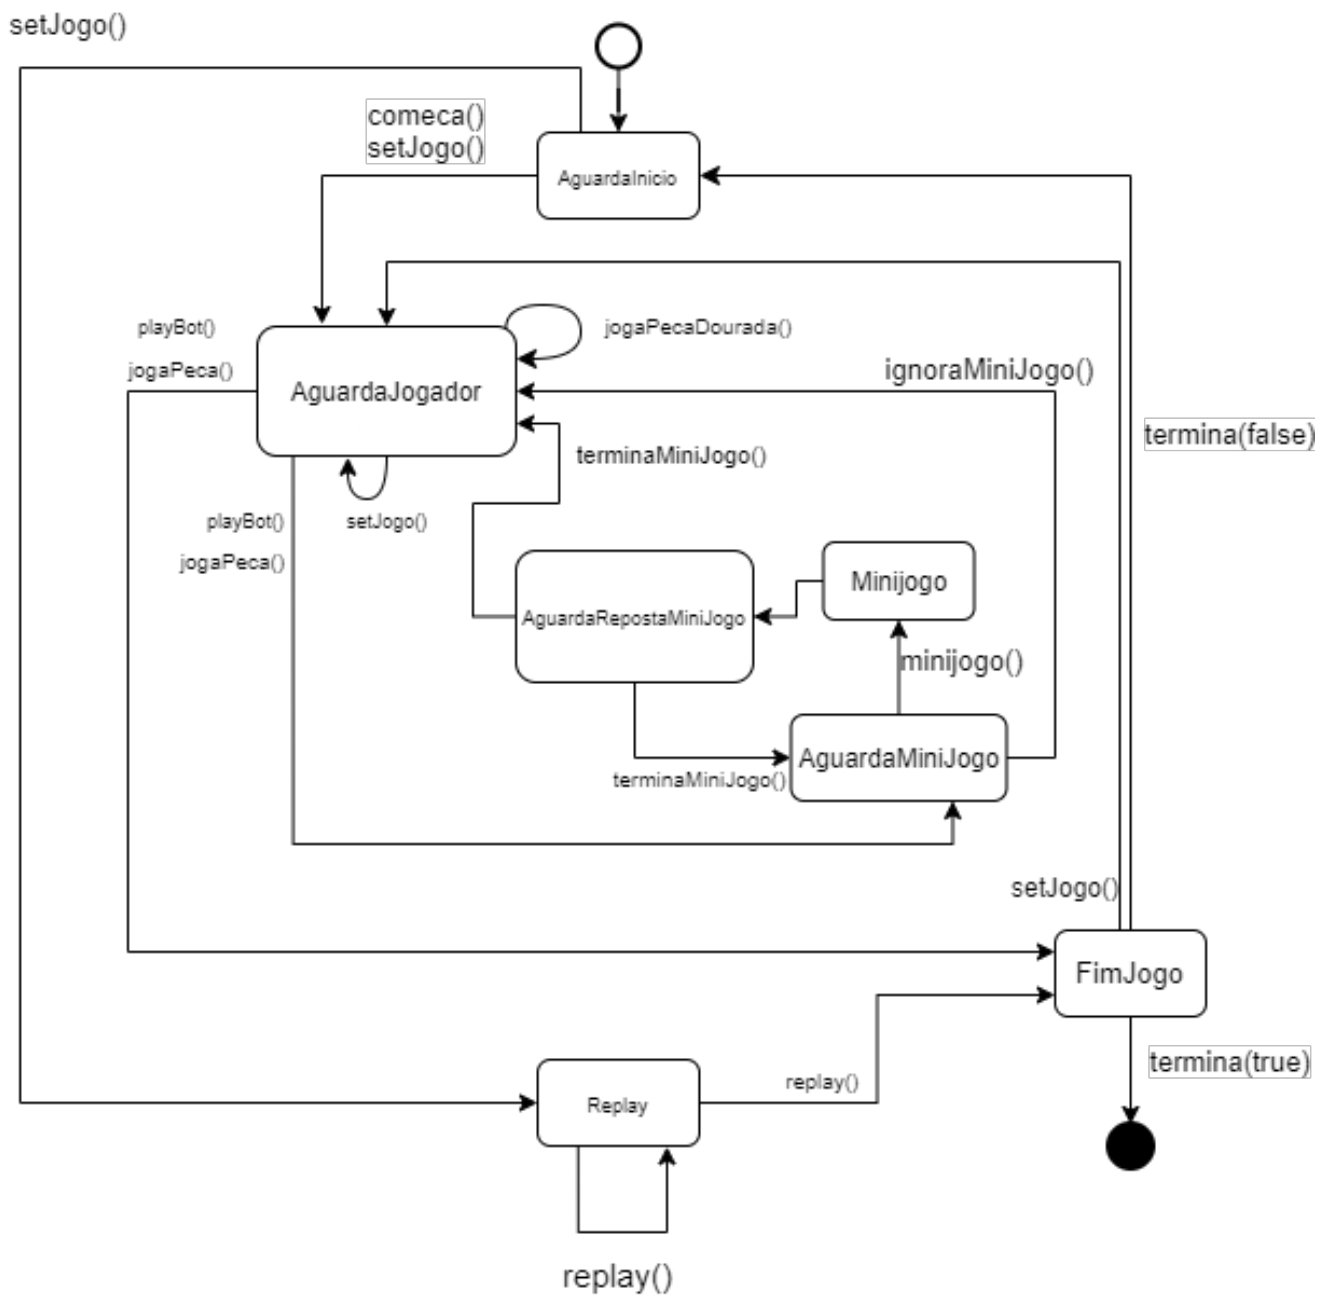 setJogo()
comeca()
setJogo()
AguardaInicio
playBot()
jogaPeca()
jogaPecaDourada()
AguardaJogador
ignoraMiniJogo()
termina(false)
terminaMiniJogo()
playBot()
setJogo()
jogaPeca()
Minijogo
AguardaRepostaMiniJogo
minijogo()
AguardaMiniJogo
terminaMiniJogo()
setJogo()
FimJogo
termina(true)
replay()
Replay
replay()